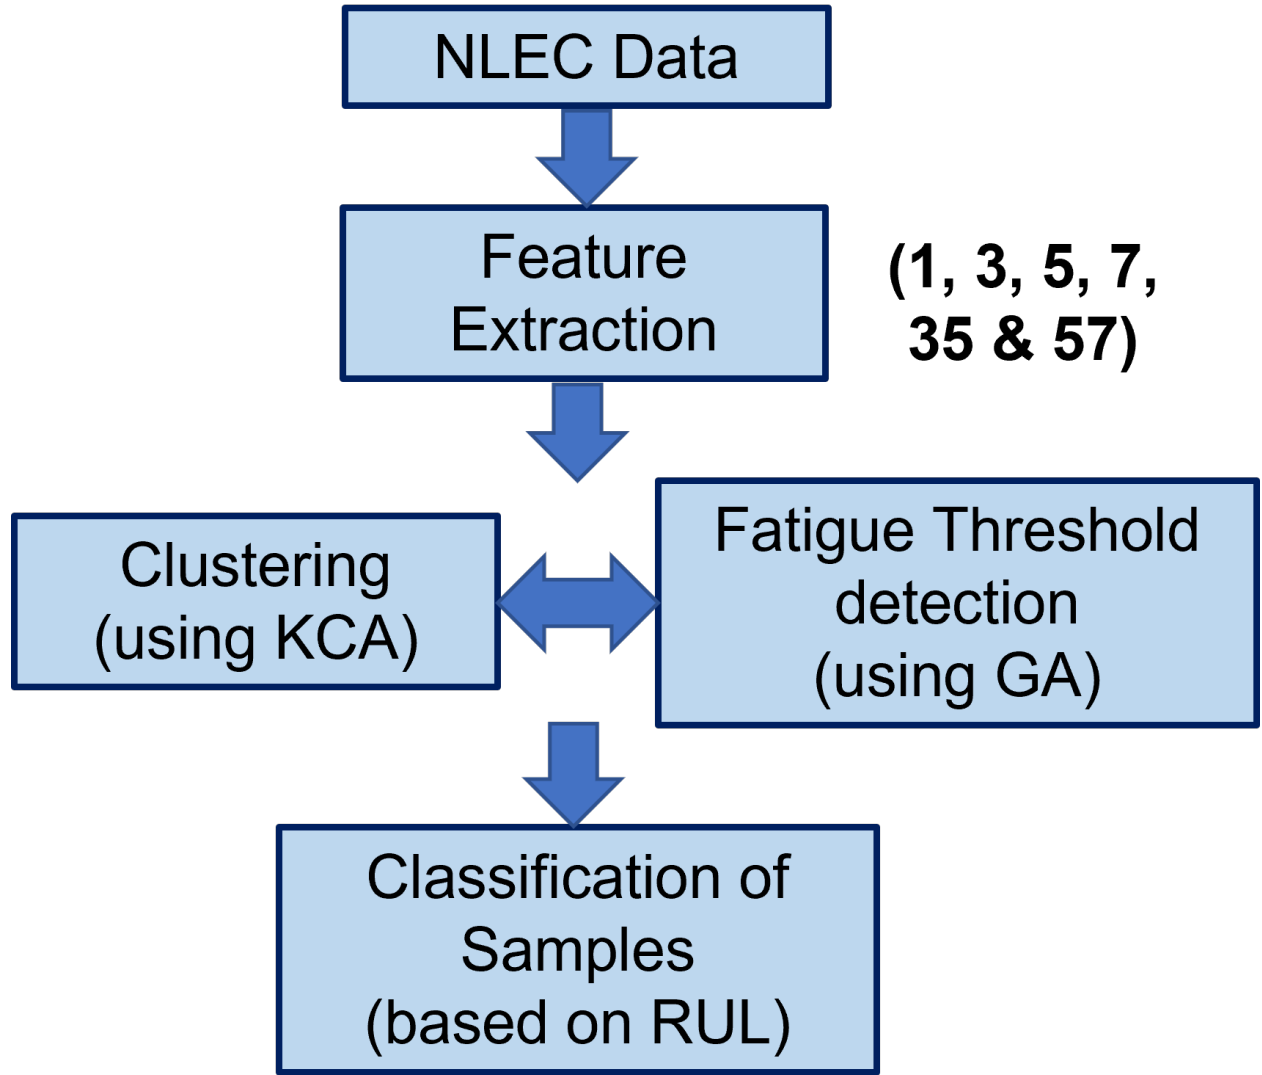 NLEC Data
Feature
Extraction
(1, 3, 5, 7,
35 & 57)
Clustering
(using KCA)
Fatigue Threshold
detection
(using GA)
Classification of
Samples
(based on RUL)